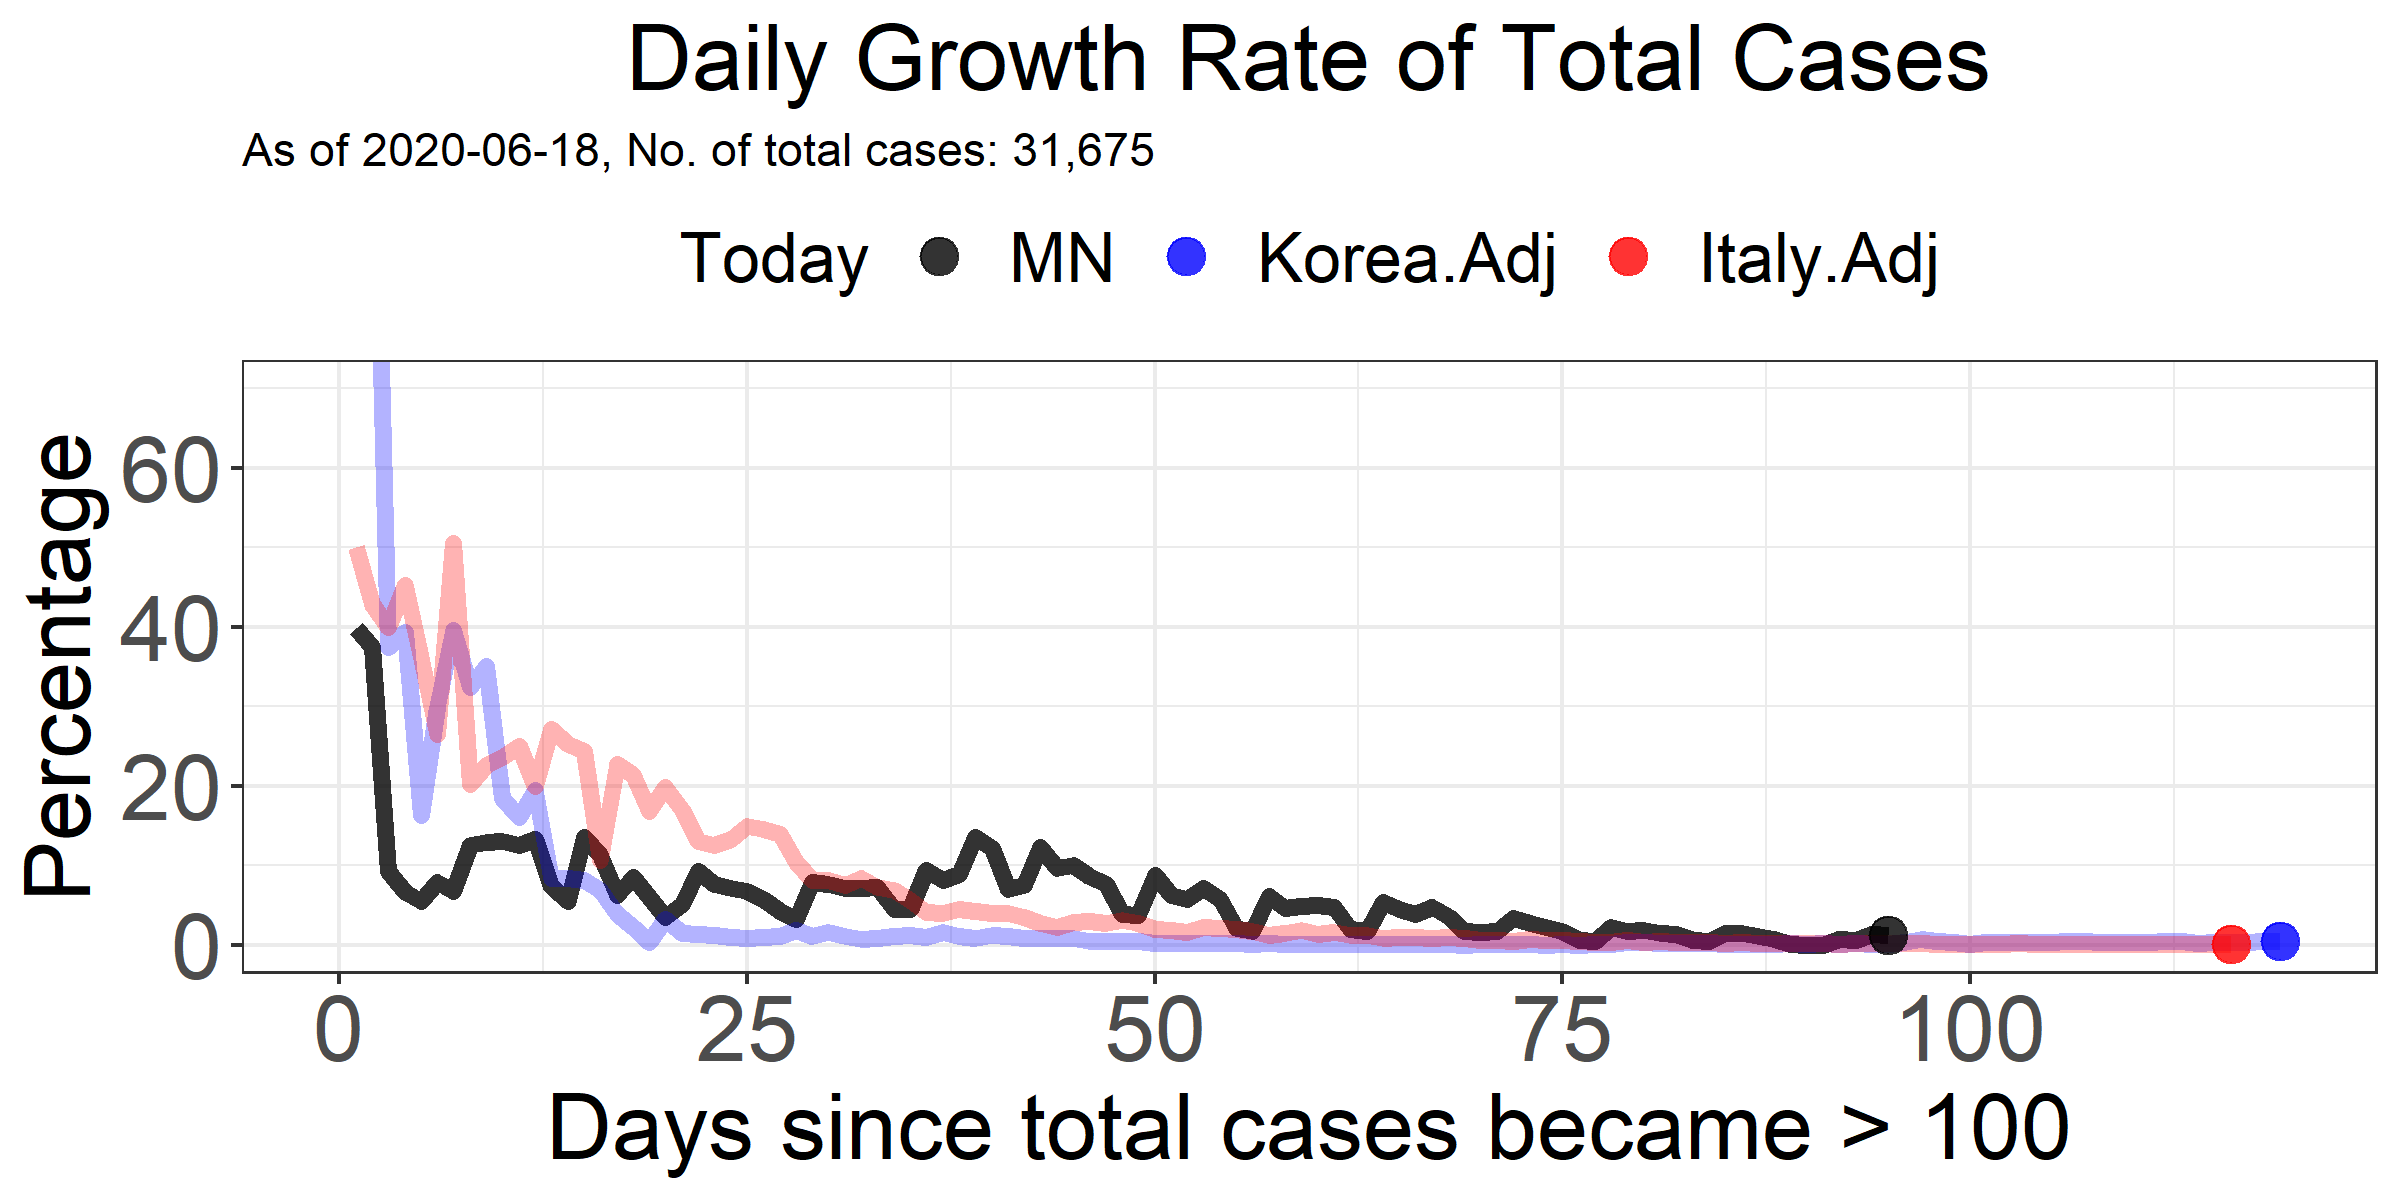 Daily Growth Rate of Total Cases
As of 2020-06-18, No. of total cases: 31,675
Today MN Korea.Adj Italy.Adj
Percentage
60
40
20
0
0 25 50 75 100
Days since total cases became > 100